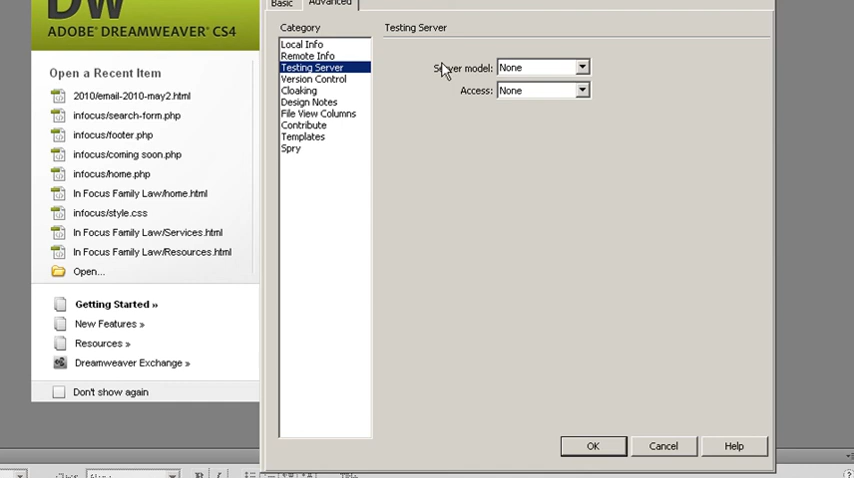 DW
ADOBE® DREAMWEAVER® CS4
Open a Recent Item
2010/email-2010-may2.html
infocus/search-form.php
infocus/footer.php
infocus/coming soon.php
infocus/home.php
In Focus Family Law/home.html
infocus/style.css
In Focus Family Law/Services.html
In Focus Family Law/Resources.html
Open...
Getting Started »
New Features »
Resources »
Dreamweaver Exchange »
Don't show again
Basic
Advanced
Category
Local Info
Remote Info
Testing Server
Version Control
Cloaking
Design Notes
File View Columns
Contribute
Templates
Spry
Testing Server
Server model: None
Access: None
OK
Cancel
Help